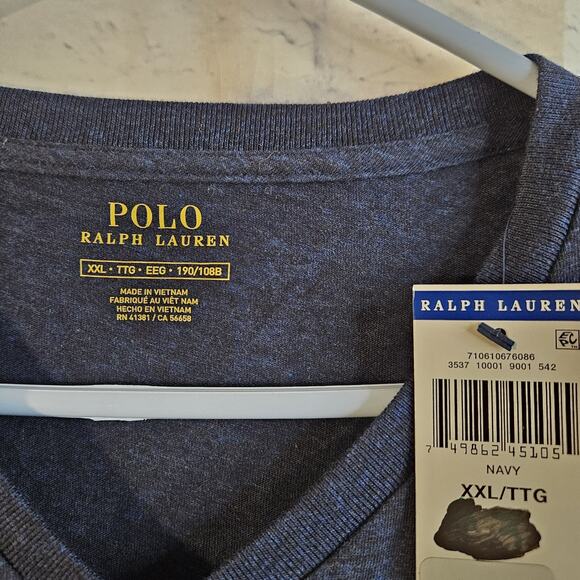 POLO
RALPH LAUREN
XXL • TTG • EEG • 190/108B
MADE IN VIETNAM
FABRIQUÉ AU VIÊT NAM
HECHO EN VIETNAM
RN 41381 / CA 56658
RALPH LAUREN
710610676086
3537 10001 9001 542
7 49862 45105
NAVY
XXL/TTG